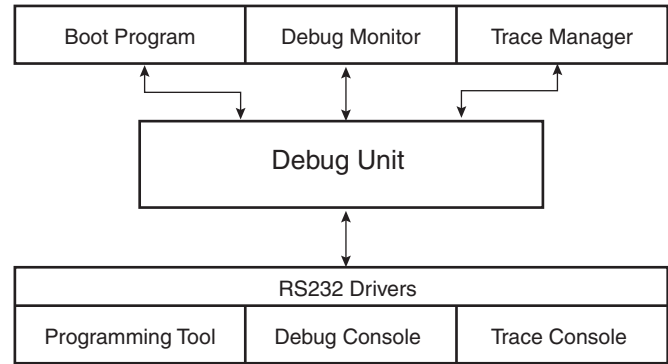 Boot Program Debug Monitor Trace Manager
Debug Unit
RS232 Drivers
Programming Tool Debug Console Trace Console